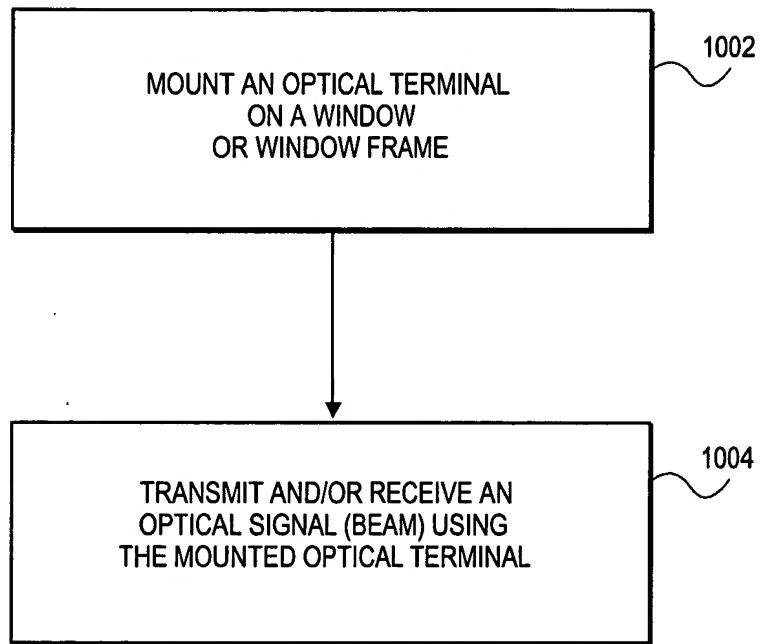 1002
MOUNT AN OPTICAL TERMINAL
ON A WINDOW
OR WINDOW FRAME
1004
TRANSMIT AND/OR RECEIVE AN
OPTICAL SIGNAL (BEAM) USING
THE MOUNTED OPTICAL TERMINAL